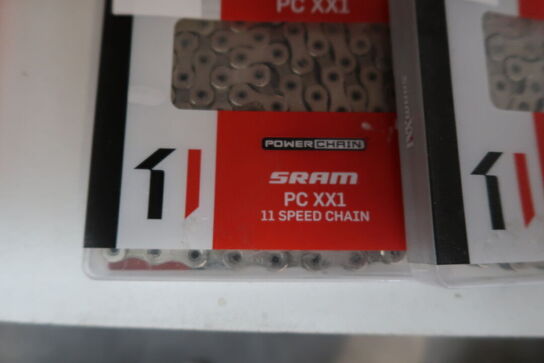 PC XX1
POWERCHAIN
SRAM
PC XX1
11 SPEED CHAIN